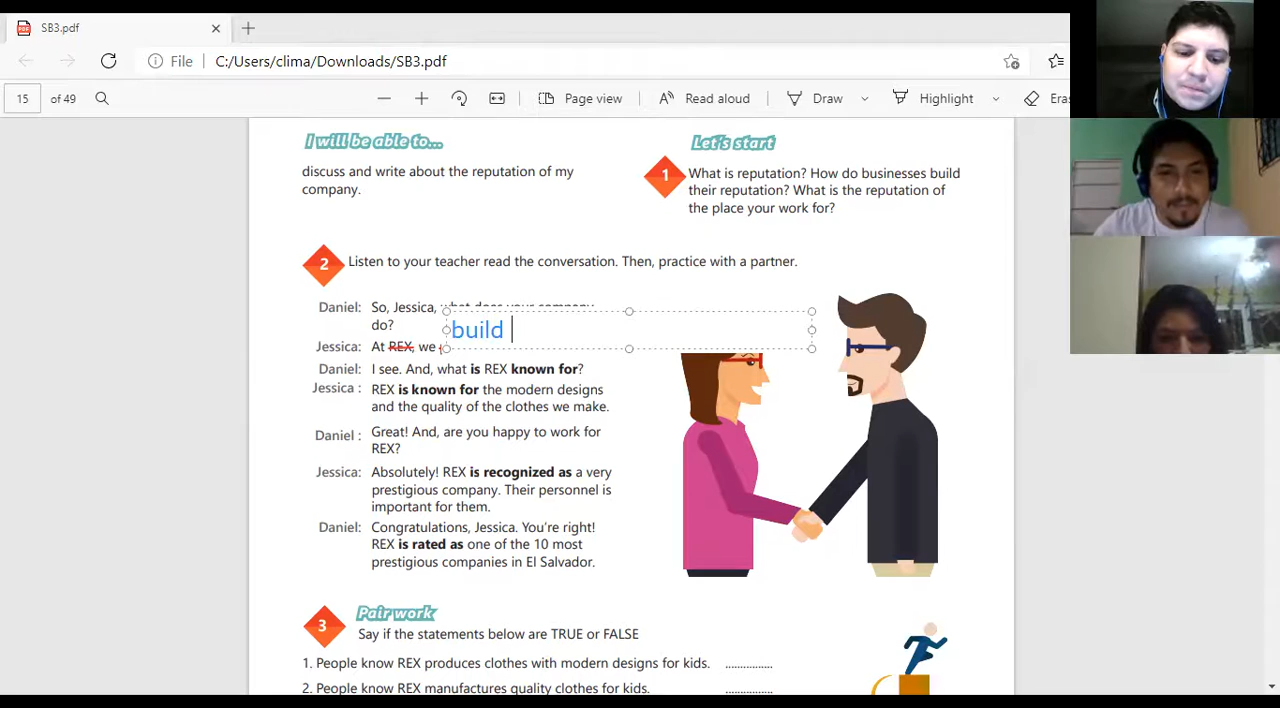 SB3.pdf
File C:/Users/clima/Downloads/SB3.pdf
15 of 49 Page view Read aloud Draw Highlight Eras
I will be able to... 
discuss and write about the reputation of my
company.
Let's start
1 What is reputation? How do businesses build
their reputation? What is the reputation of
the place your work for?
2 Listen to your teacher read the conversation. Then, practice with a partner.
Daniel: So, Jessica, what does your company
do?
build
Jessica: At REX, we
Daniel: I see. And, what is REX known for?
Jessica : REX is known for the modern designs
and the quality of the clothes we make.
Daniel : Great! And, are you happy to work for
REX?
Jessica: Absolutely! REX is recognized as a very
prestigious company. Their personnel is
important for them.
Daniel: Congratulations, Jessica. You're right!
REX is rated as one of the 10 most
prestigious companies in El Salvador.
3 Pair work
Say if the statements below are TRUE or FALSE
1. People know REX produces clothes with modern designs for kids. ................
2. People know REX manufactures quality clothes for kids. ................